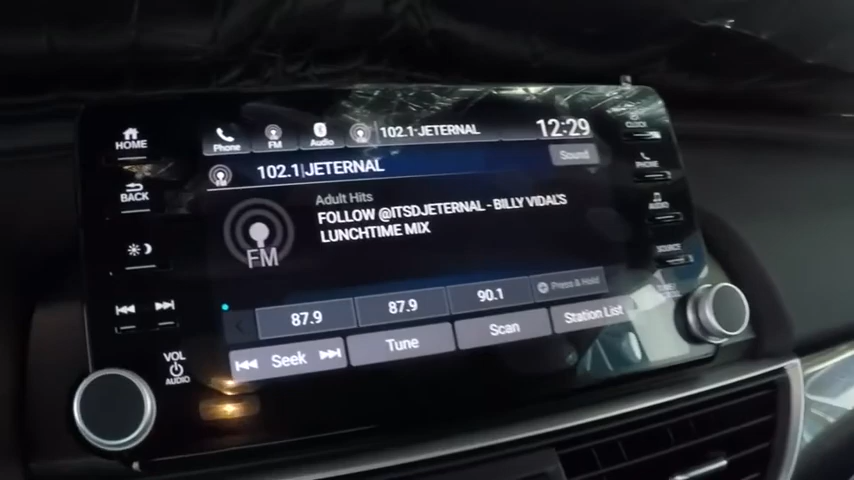 HOME
Phone
FM
Audio
102.1-JETERNAL
12:29
CLOCK
102.1|JETERNAL
Sound
BACK
PHONE
Adult Hits
FOLLOW @ITSDJETERNAL - BILLY VIDAL'S
LUNCHTIME MIX
AUDIO
FM
SOURCE
87.9
87.9
90.1
Press & Hold
TUNE/
Seek
Tune
Scan
Station List
VOL
AUDIO